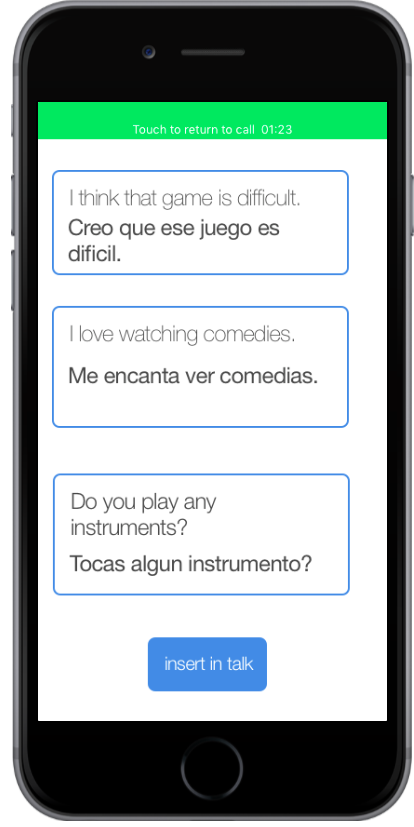 Touch to return to call 01:23
I think that game is difficult.
Creo que ese juego es
dificil.
I love watching comedies.
Me encanta ver comedias.
Do you play any
instruments?
Tocas algun instrumento?
insert in talk